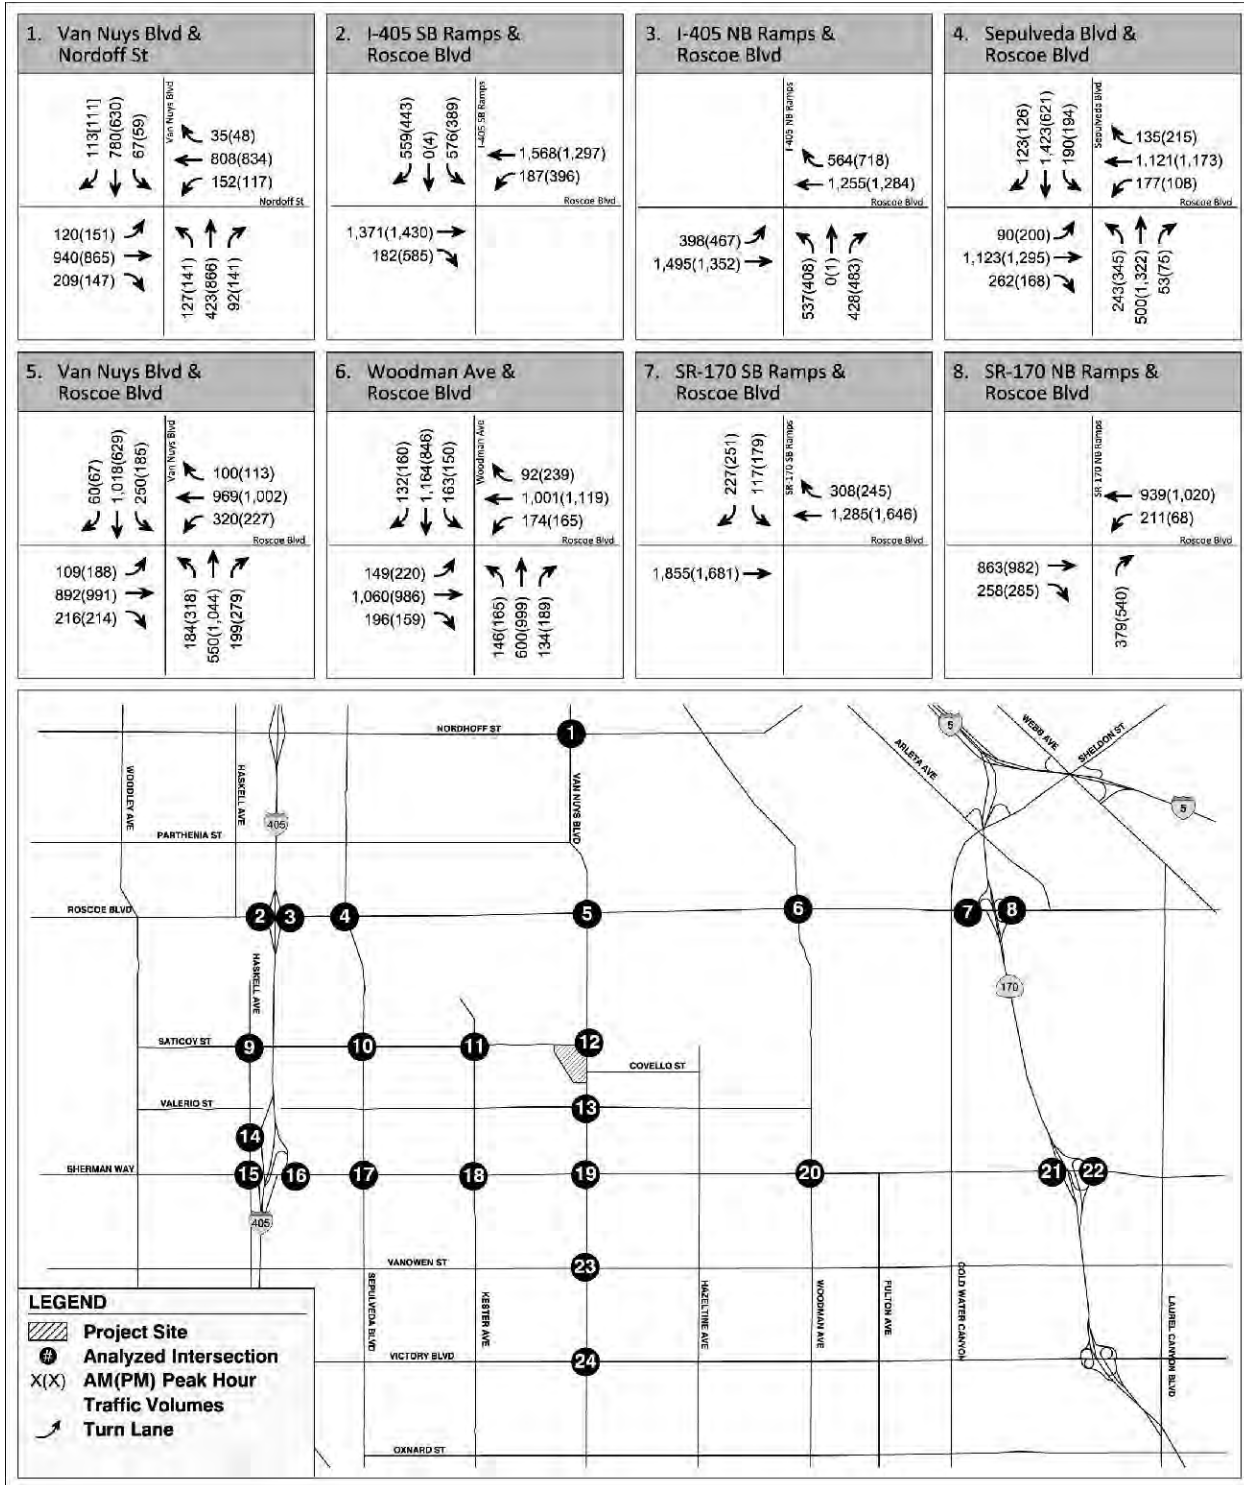 1. Van Nuys Blvd &
Nordoff St
113[111]
780(630)
67(59)
Van Nuys Blvd
35(48)
808(834)
152(117)
Nordoff St
120(151)
940(865)
209(147)
127(141)
423(866)
92(141)
2. I-405 SB Ramps &
Roscoe Blvd
559(443)
0(4)
576(389)
I-405 SB Ramps
1,568(1,297)
187(396)
Roscoe Blvd
1,371(1,430)
182(585)
3. I-405 NB Ramps &
Roscoe Blvd
I-405 NB Ramps
564(718)
1,255(1,284)
Roscoe Blvd
398(467)
1,495(1,352)
537(408)
0(1)
428(483)
4. Sepulveda Blvd &
Roscoe Blvd
123(126)
1,423(621)
190(194)
Sepulveda Blvd
135(215)
1,121(1,173)
177(108)
Roscoe Blvd
90(200)
1,123(1,295)
262(168)
243(345)
500(1,322)
53(75)
5. Van Nuys Blvd &
Roscoe Blvd
60(67)
1,018(629)
250(185)
Van Nuys Blvd
100(113)
969(1,002)
320(227)
Roscoe Blvd
109(188)
892(991)
216(214)
184(318)
550(1,044)
199(279)
6. Woodman Ave &
Roscoe Blvd
132(160)
1,164(846)
163(150)
Woodman Ave
92(239)
1,001(1,119)
174(165)
Roscoe Blvd
149(220)
1,060(986)
196(159)
146(165)
600(999)
134(189)
7. SR-170 SB Ramps &
Roscoe Blvd
227(251)
117(179)
SR-170 SB Ramps
308(245)
1,285(1,646)
Roscoe Blvd
1,855(1,681)
8. SR-170 NB Ramps &
Roscoe Blvd
SR-170 NB Ramps
939(1,020)
211(68)
Roscoe Blvd
863(982)
258(285)
379(540)
NORDHOFF ST
1
5
WEBB AVE
SHELDON ST
ARLETA AVE
WOODLEY AVE
HASKELL AVE
VAN NUYS BLVD
5
405
PARTHENIA ST
ROSCOE BLVD
2
3
4
5
6
7
8
HASKELL AVE
170
SATICOY ST
9
10
11
12
COVELLO ST
VALERIO ST
13
14
SHERMAN WAY
15
16
17
18
19
20
21
22
405
VANOWEN ST
23
SEPULVEDA BLVD
KESTER AVE
HAZELTINE AVE
WOODMAN AVE
FULTON AVE
COLD WATER CANYON
LAUREL CANYON BLVD
VICTORY BLVD
24
OXNARD ST
LEGEND
Project Site
# Analyzed Intersection
X(X) AM(PM) Peak Hour
Traffic Volumes
Turn Lane